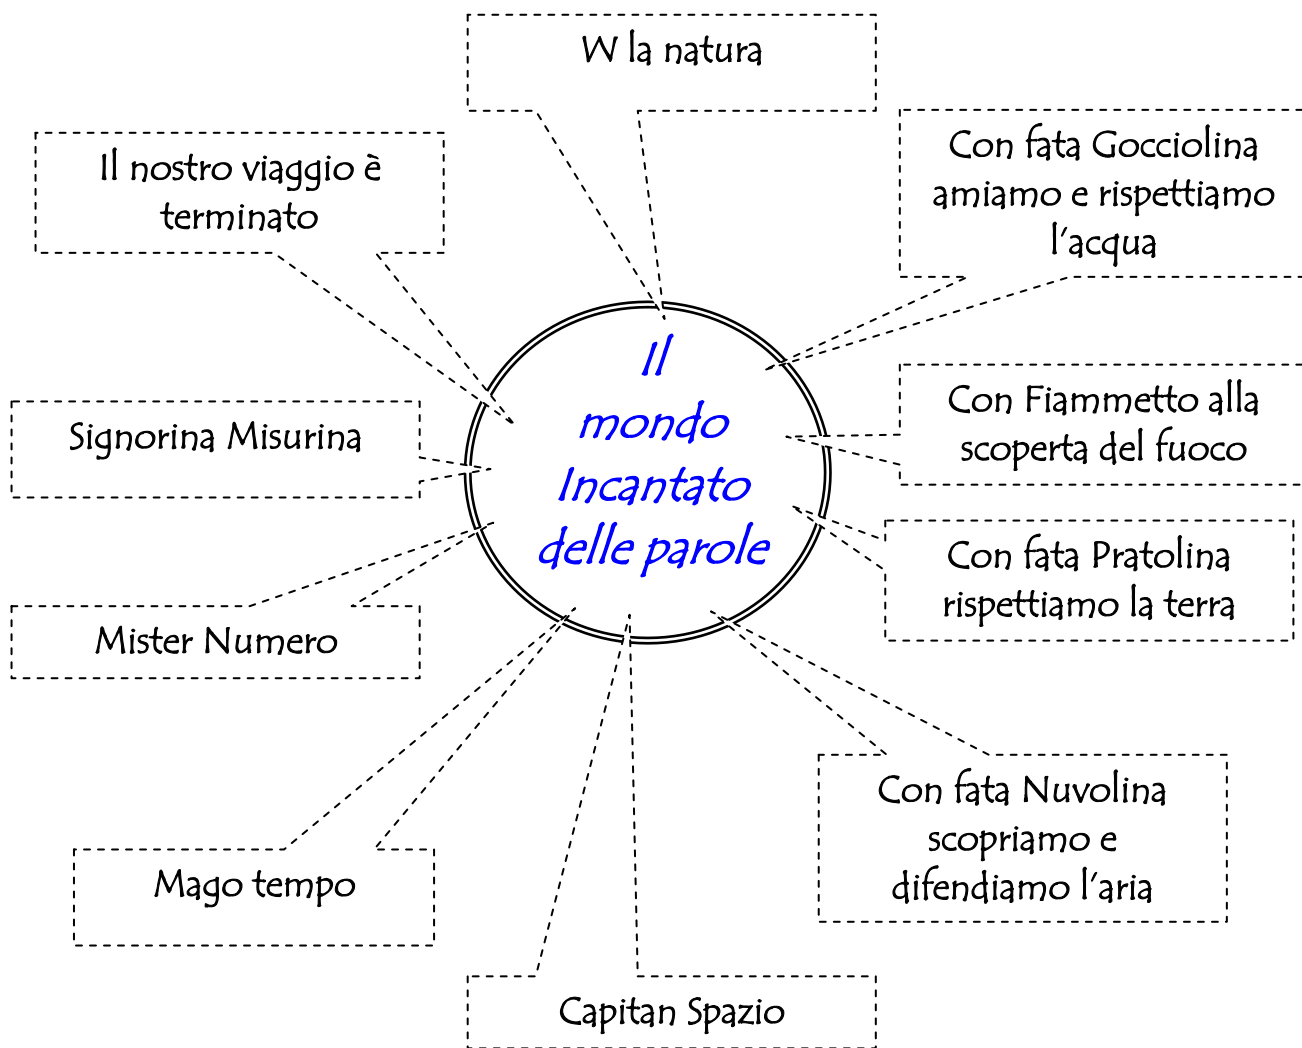 W la natura
Con fata Gocciolina
amiamo e rispettiamo
l'acqua
Con Fiammetto alla
scoperta del fuoco
Con fata Pratolina
rispettiamo la terra
Con fata Nuvolina
scopriamo e
difendiamo l'aria
Capitan Spazio
Mago tempo
Mister Numero
Signorina Misurina
Il nostro viaggio è
terminato
Il
mondo
Incantato
delle parole